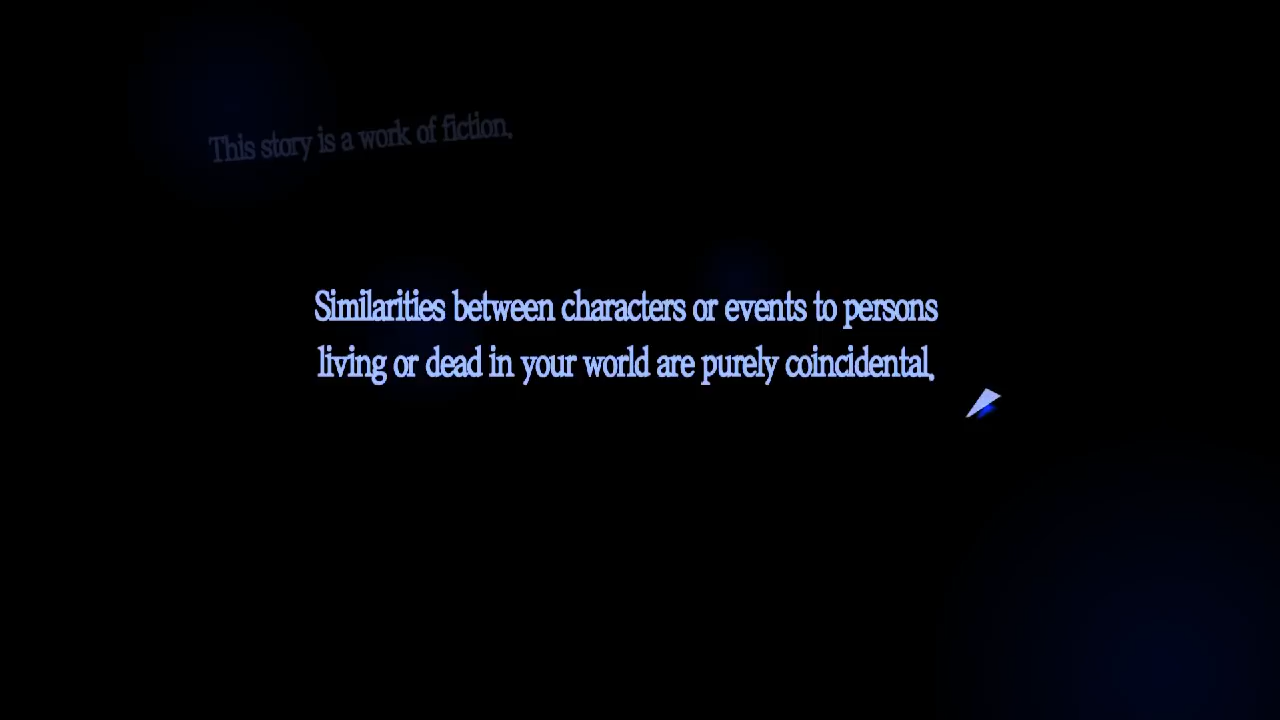 This story is a work of fiction.
Similarities between characters or events to persons
living or dead in your world are purely coincidental.